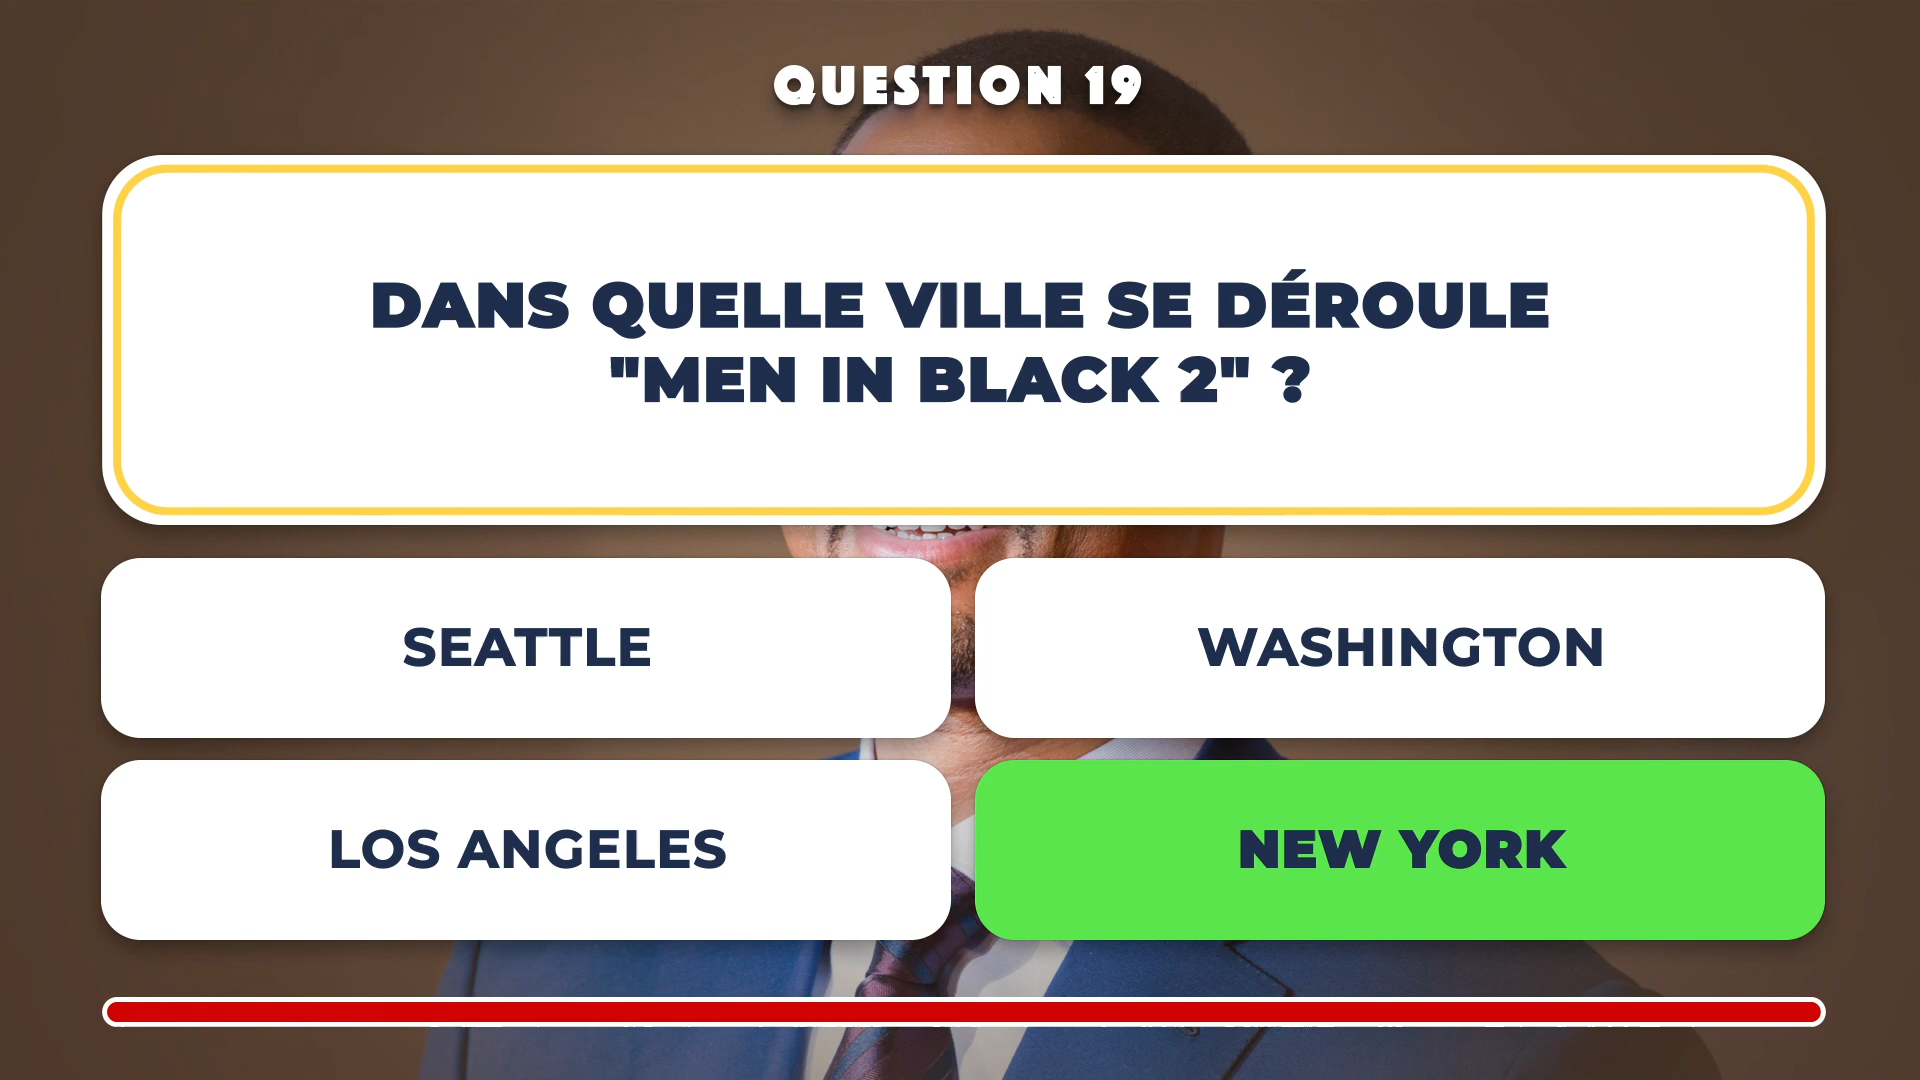 QUESTION 19
DANS QUELLE VILLE SE DÉROULE
"MEN IN BLACK 2" ?
SEATTLE
WASHINGTON
LOS ANGELES
NEW YORK